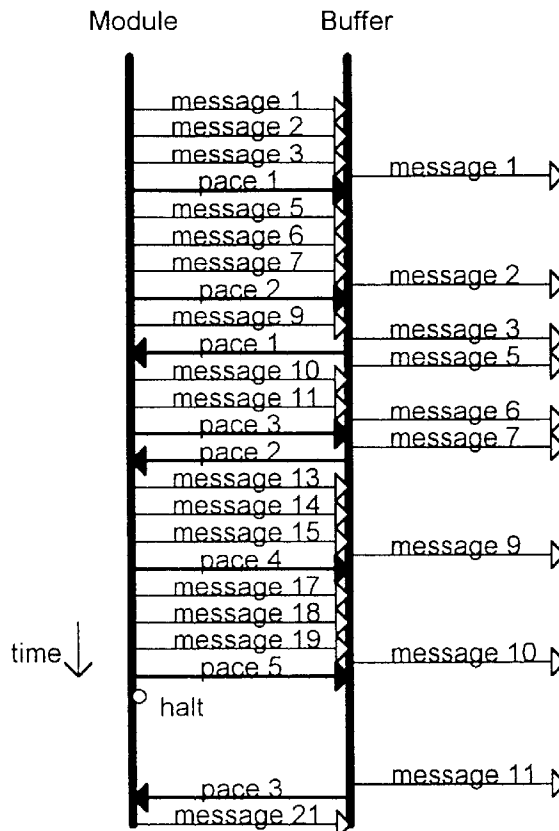 Module Buffer
message 1
message 2
message 3
pace 1 message 1
message 5
message 6
message 7
pace 2 message 2
message 9
pace 1 message 3
message 5
message 10
message 11 message 6
pace 3
pace 2 message 7
message 13
message 14
message 15
pace 4 message 9
message 17
message 18
message 19
time message 10
pace 5
halt
pace 3 message 11
message 21